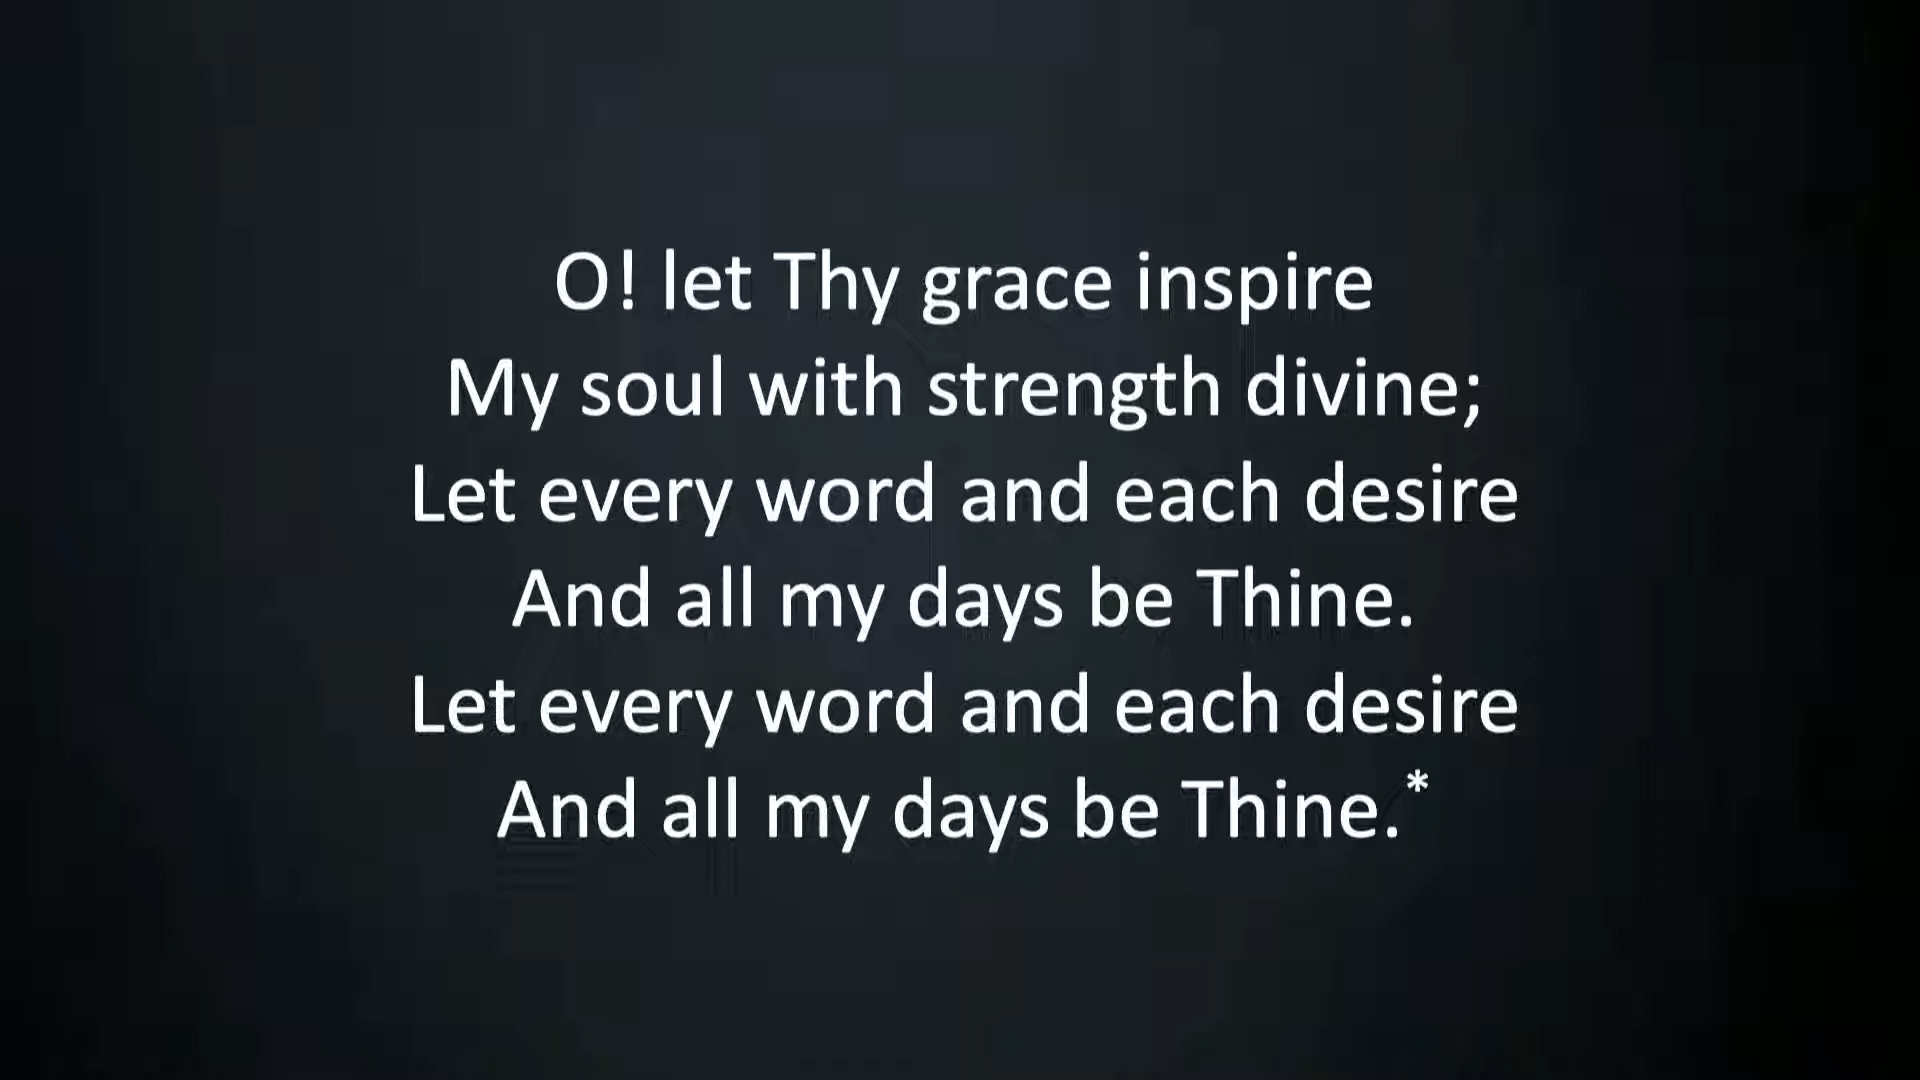 O! let Thy grace inspire
My soul with strength divine;
Let every word and each desire
And all my days be Thine.
Let every word and each desire
And all my days be Thine.*